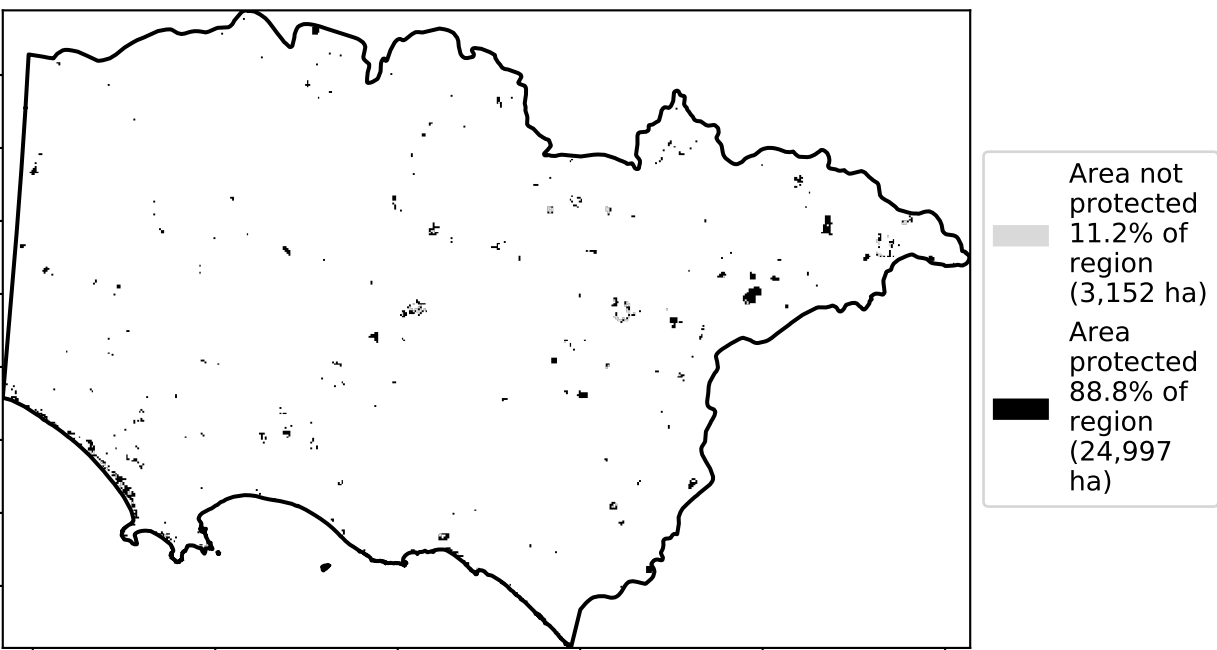 Area not
protected
11.2% of
region
(3,152 ha)
Area
protected
88.8% of
region
(24,997
ha)